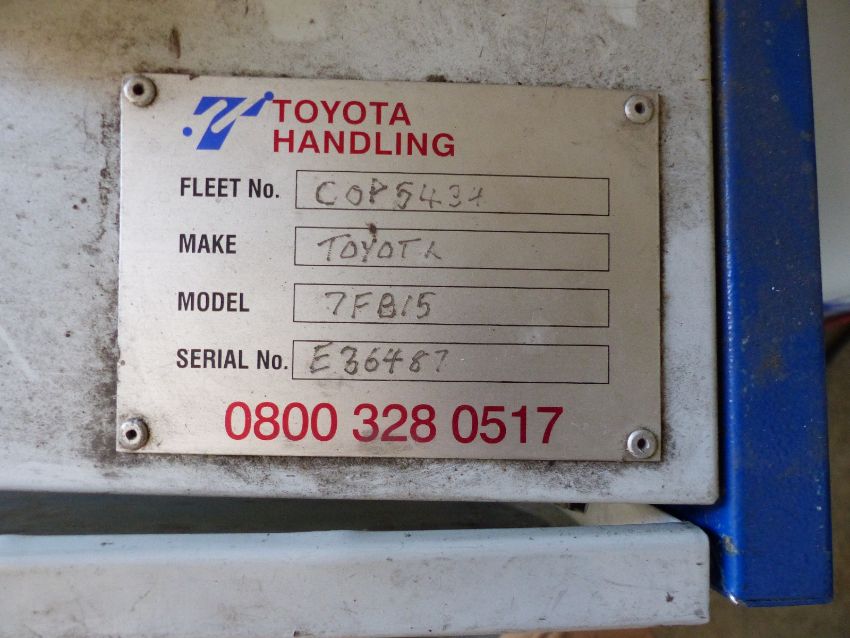 TOYOTA
HANDLING
FLEET No. COP5434
MAKE TOYOTA
MODEL 7FB15
SERIAL No. E36487
0800 328 0517